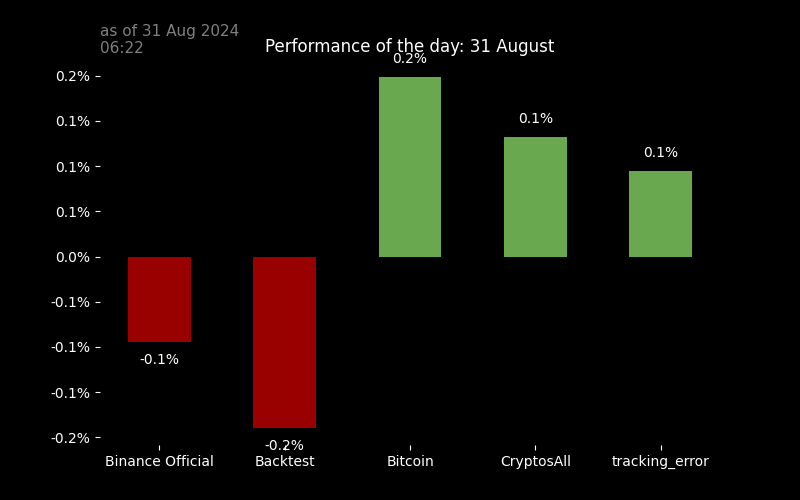 as of 31 Aug 2024
06:22
Performance of the day: 31 August
0.2%
0.2%
0.1%
0.1%
0.1%
0.1%
0.1%
0.0%
-0.1%
-0.1%
-0.1%
-0.1%
-0.2%
-0.2%
Binance Official
Backtest
Bitcoin
CryptosAll
tracking_error